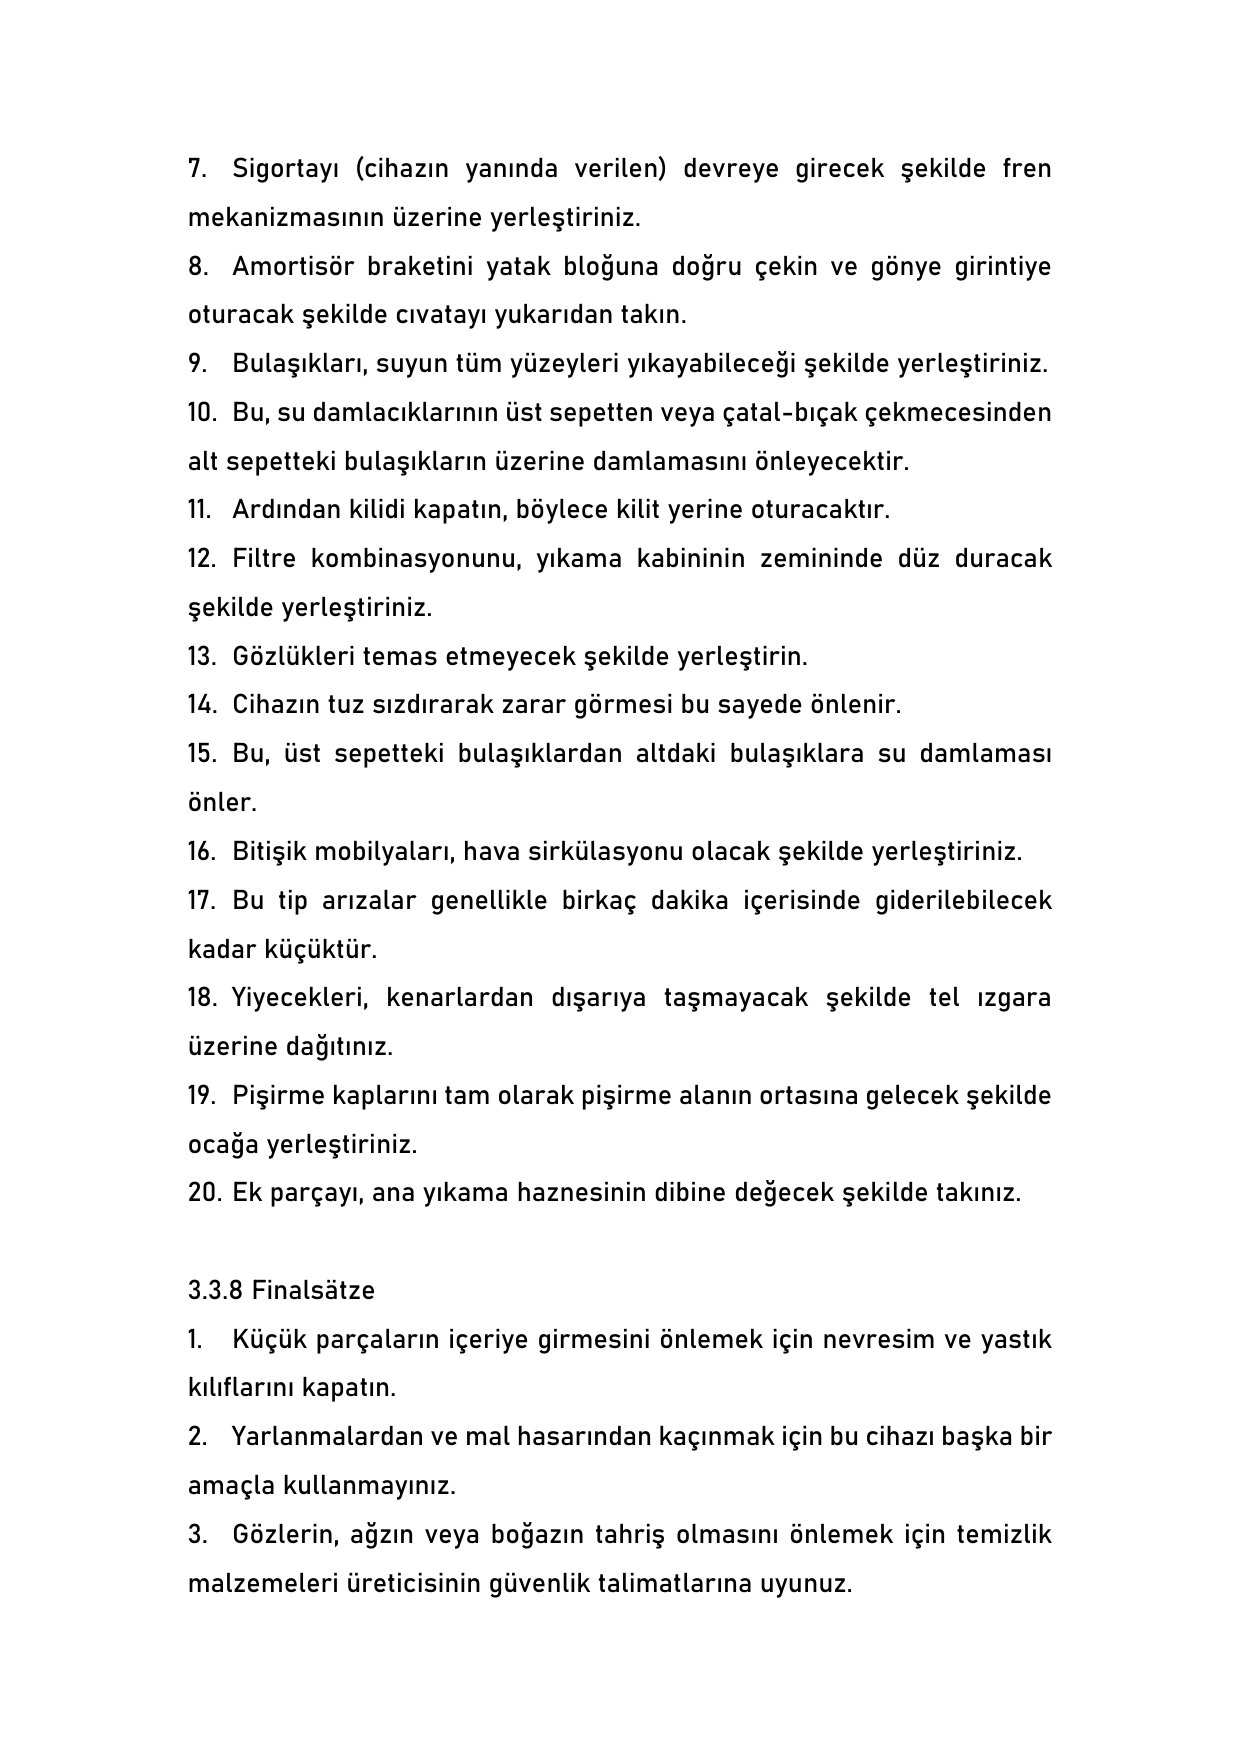 7. Sigortayı (cihazın yanında verilen) devreye girecek şekilde fren
mekanizmasının üzerine yerleştiriniz.
8. Amortisör braketini yatak bloğuna doğru çekin ve gönye girintiye
oturacak şekilde cıvatayı yukarıdan takın.
9. Bulaşıkları, suyun tüm yüzeyleri yıkayabileceği şekilde yerleştiriniz.
10. Bu, su damlacıklarının üst sepetten veya çatal-bıçak çekmecesinden
alt sepetteki bulaşıkların üzerine damlamasını önleyecektir.
11. Ardından kilidi kapatın, böylece kilit yerine oturacaktır.
12. Filtre kombinasyonunu, yıkama kabininin zemininde düz duracak
şekilde yerleştiriniz.
13. Gözlükleri temas etmeyecek şekilde yerleştirin.
14. Cihazın tuz sızdırarak zarar görmesi bu sayede önlenir.
15. Bu, üst sepetteki bulaşıklardan altdaki bulaşıklara su damlaması
önler.
16. Bitişik mobilyaları, hava sirkülasyonu olacak şekilde yerleştiriniz.
17. Bu tip arızalar genellikle birkaç dakika içerisinde giderilebilecek
kadar küçüktür.
18. Yiyecekleri, kenarlardan dışarıya taşmayacak şekilde tel ızgara
üzerine dağıtınız.
19. Pişirme kaplarını tam olarak pişirme alanın ortasına gelecek şekilde
ocağa yerleştiriniz.
20. Ek parçayı, ana yıkama haznesinin dibine değecek şekilde takınız.
3.3.8 Finalsätze
1. Küçük parçaların içeriye girmesini önlemek için nevresim ve yastık
kılıflarını kapatın.
2. Yarlanmalardan ve mal hasarından kaçınmak için bu cihazı başka bir
amaçla kullanmayınız.
3. Gözlerin, ağzın veya boğazın tahriş olmasını önlemek için temizlik
malzemeleri üreticisinin güvenlik talimatlarına uyunuz.